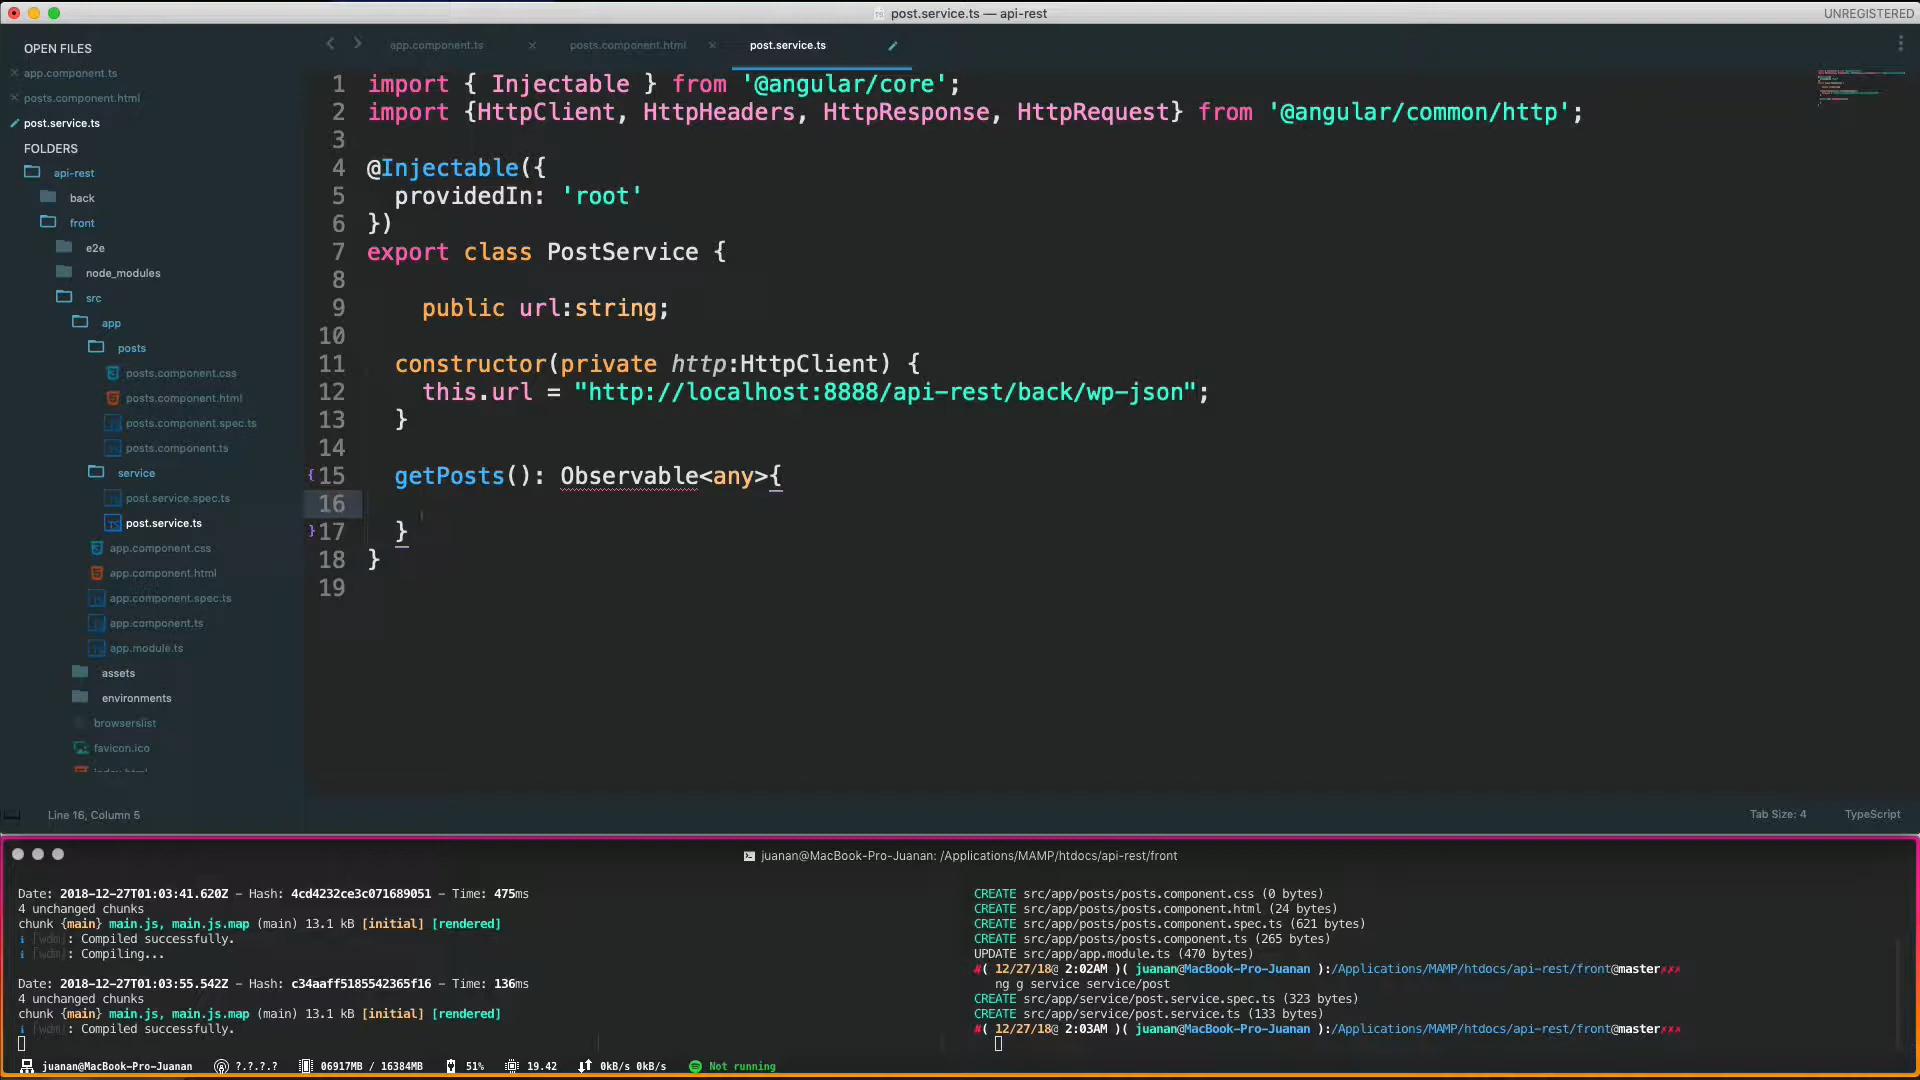 post.service.ts — api-rest
UNREGISTERED
OPEN FILES
app.component.ts
posts.component.html
post.service.ts
FOLDERS
api-rest
back
front
e2e
node_modules
src
app
posts
posts.component.css
posts.component.html
posts.component.spec.ts
posts.component.ts
service
post.service.spec.ts
post.service.ts
app.component.css
app.component.html
app.component.spec.ts
app.component.ts
app.module.ts
assets
environments
browserslist
favicon.ico
index.html
app.component.ts
posts.component.html
post.service.ts
1 import { Injectable } from '@angular/core';
2 import {HttpClient, HttpHeaders, HttpResponse, HttpRequest} from '@angular/common/http';
3
4 @Injectable({
5   providedIn: 'root'
6 })
7 export class PostService {
8
9     public url:string;
10
11   constructor(private http:HttpClient) {
12     this.url = "http://localhost:8888/api-rest/back/wp-json";
13   }
14
15   getPosts(): Observable<any>{
16
17   }
18 }
19
Line 16, Column 5
Tab Size: 4
TypeScript
juanan@MacBook-Pro-Juanan: /Applications/MAMP/htdocs/api-rest/front
Date: 2018-12-27T01:03:41.620Z - Hash: 4cd4232ce3c071689051 - Time: 475ms
4 unchanged chunks
chunk {main} main.js, main.js.map (main) 13.1 kB [initial] [rendered]
i ｢wdm｣: Compiled successfully.
i ｢wdm｣: Compiling...
Date: 2018-12-27T01:03:55.542Z - Hash: c34aaff5185542365f16 - Time: 136ms
4 unchanged chunks
chunk {main} main.js, main.js.map (main) 13.1 kB [initial] [rendered]
i ｢wdm｣: Compiled successfully.
CREATE src/app/posts/posts.component.css (0 bytes)
CREATE src/app/posts/posts.component.html (24 bytes)
CREATE src/app/posts/posts.component.spec.ts (621 bytes)
CREATE src/app/posts/posts.component.ts (265 bytes)
UPDATE src/app/app.module.ts (470 bytes)
#( 12/27/18@ 2:02AM )( juanan@MacBook-Pro-Juanan ):/Applications/MAMP/htdocs/api-rest/front@master✗✗✗
ng g service service/post
CREATE src/app/service/post.service.spec.ts (323 bytes)
CREATE src/app/service/post.service.ts (133 bytes)
#( 12/27/18@ 2:03AM )( juanan@MacBook-Pro-Juanan ):/Applications/MAMP/htdocs/api-rest/front@master✗✗✗
juanan@MacBook-Pro-Juanan ?.?.?.? 06917MB / 16384MB 51% 19.42 0kB/s 0kB/s Not running